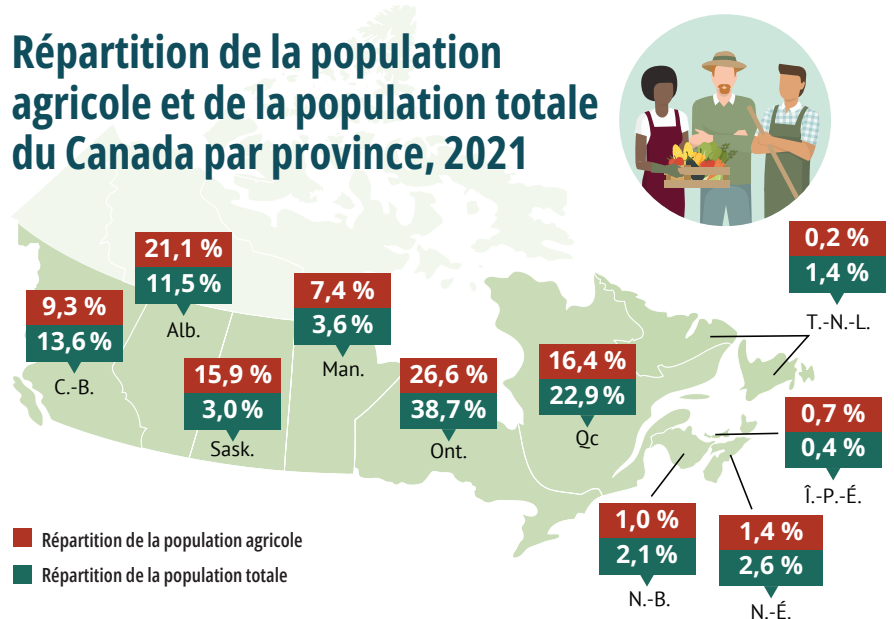 Répartition de la population
agricole et de la population totale
du Canada par province, 2021
9,3 %
13,6 %
C.-B.
21,1 %
11,5 %
Alb.
15,9 %
3,0 %
Sask.
7,4 %
3,6 %
Man.
26,6 %
38,7 %
Ont.
16,4 %
22,9 %
Qc
0,2 %
1,4 %
T.-N.-L.
0,7 %
0,4 %
Î.-P.-É.
1,0 %
2,1 %
N.-B.
1,4 %
2,6 %
N.-É.
Répartition de la population agricole
Répartition de la population totale